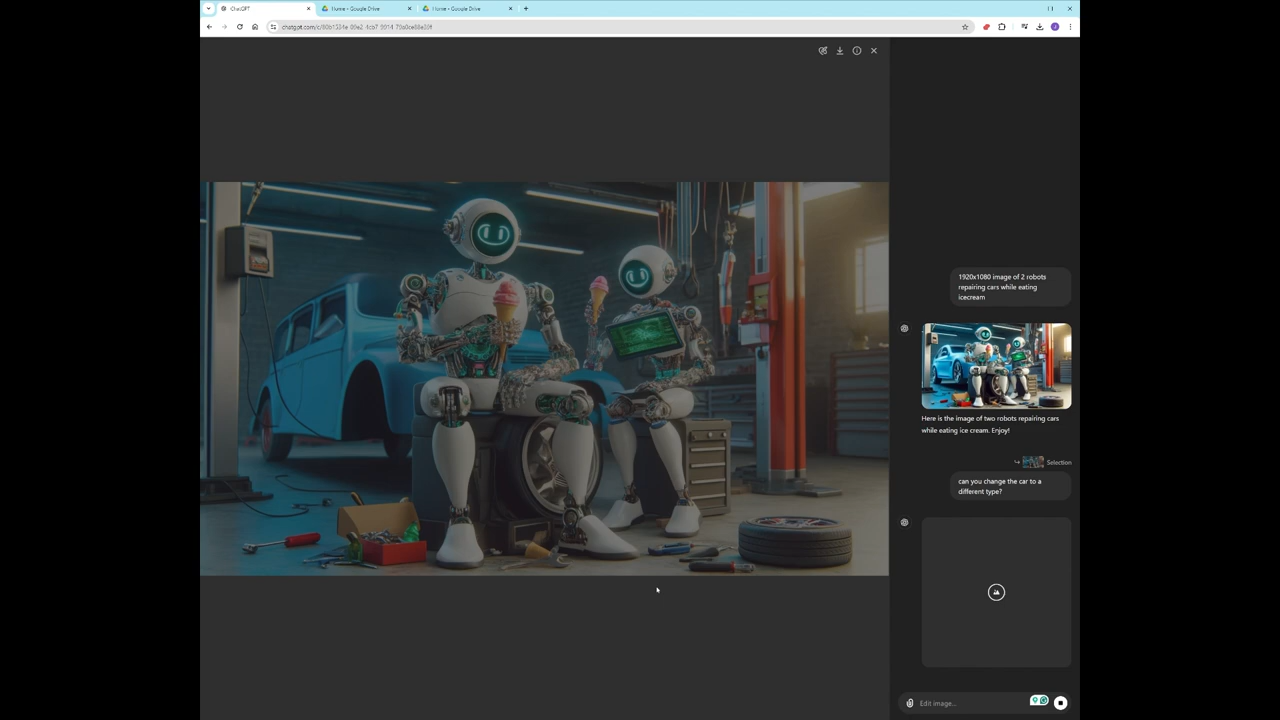 ChatGPT
Home - Google Drive
Home - Google Drive
1920x1080 image of 2 robots
repairing cars while eating
icecream
Here is the image of two robots repairing cars
while eating ice cream. Enjoy!
Selection
can you change the car to a
different type?
Edit image...